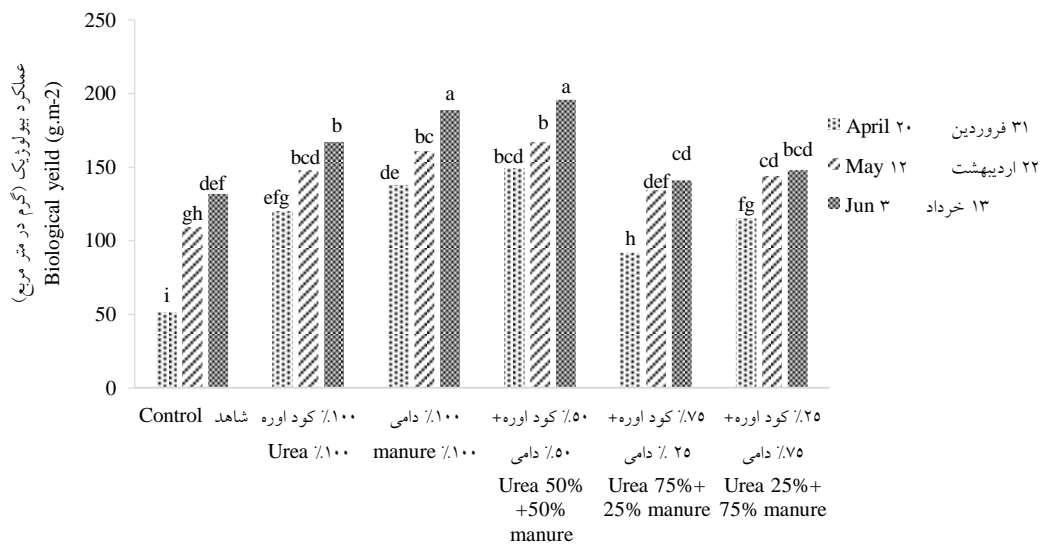 عملکرد بیولوژیک (گرم در متر مربع)
Biological yeild (g.m-2)
250
200
150
100
50
0
i
gh
def
efg
bcd
b
de
bc
a
bcd
b
a
h
def
cd
fg
cd
bcd
April ۲۰ ۳۱ فروردین
May ۱۲ ۲۲ اردیبهشت
Jun ۳ ۱۳ خرداد
Control شاهد
۱۰۰٪ کود اوره
Urea ٪۱۰۰
۱۰۰٪ دامی
manure ٪۱۰۰
۵۰٪ کود اوره+
۵۰٪ دامی
Urea 50%
+50%
manure
۷۵٪ کود اوره+
۲۵ ٪ دامی
Urea 75%+
25% manure
۲۵٪ کود اوره+
۷۵٪ دامی
Urea 25%+
75% manure